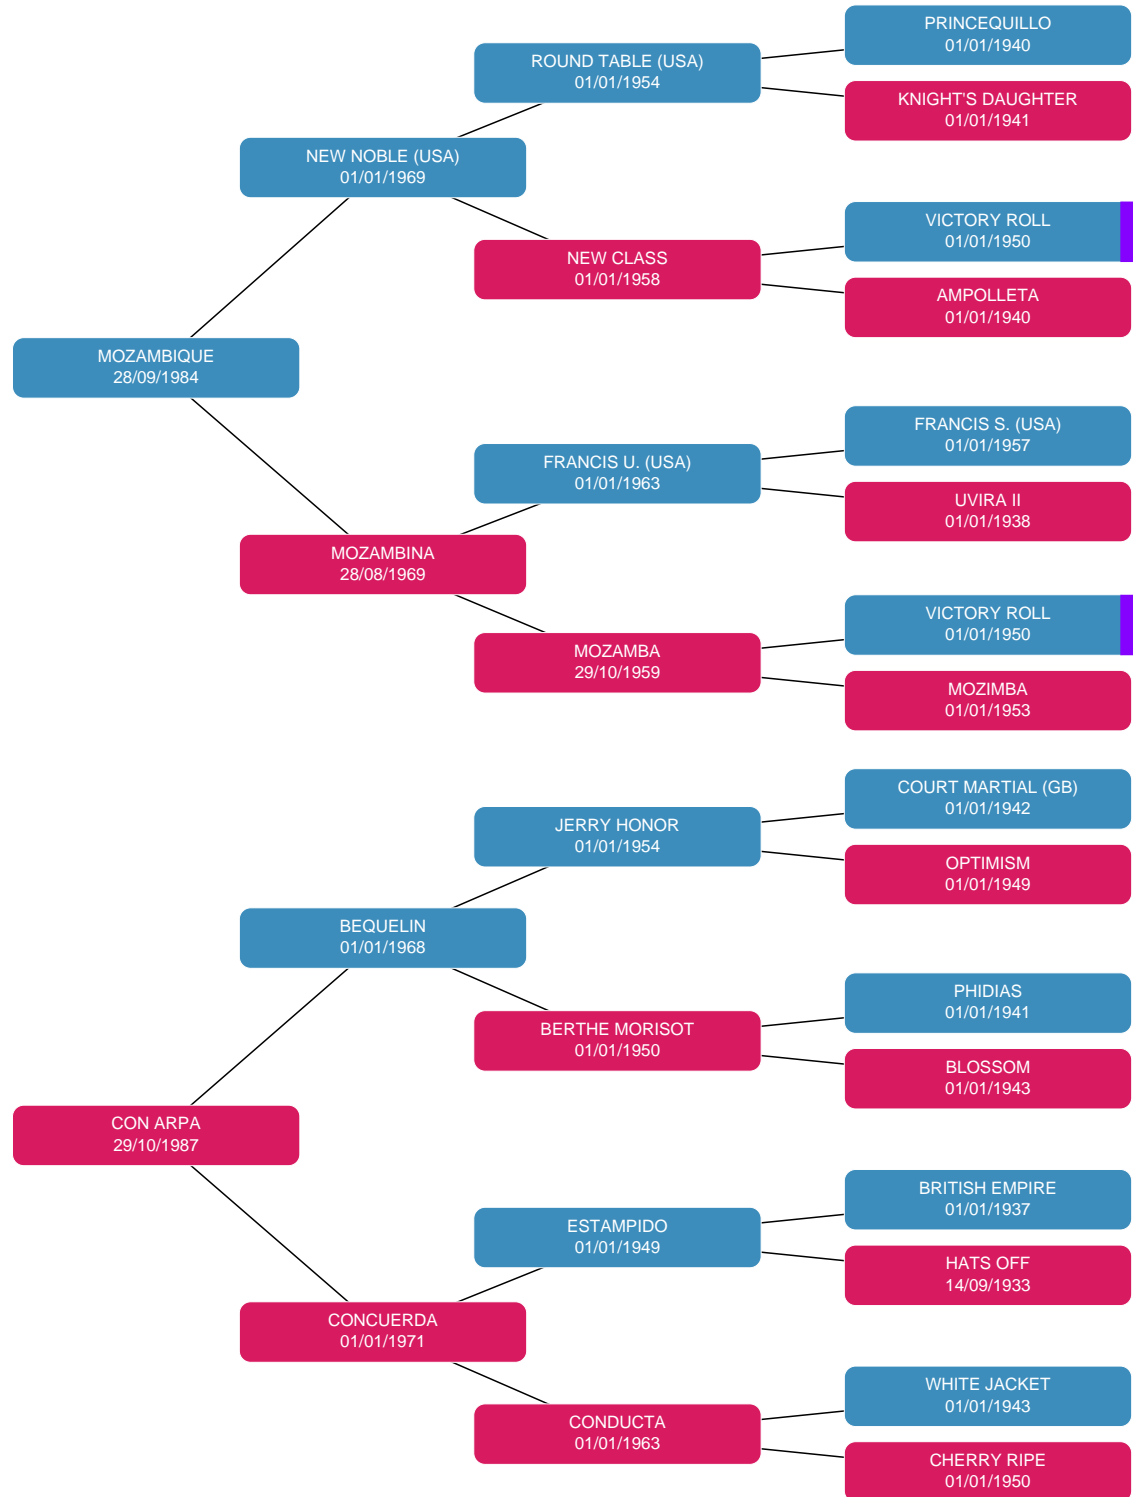 PRINCEQUILLO
01/01/1940
ROUND TABLE (USA)
01/01/1954
KNIGHT'S DAUGHTER
01/01/1941
NEW NOBLE (USA)
01/01/1969
VICTORY ROLL
01/01/1950
NEW CLASS
01/01/1958
AMPOLLETA
01/01/1940
MOZAMBIQUE
28/09/1984
FRANCIS S. (USA)
01/01/1957
FRANCIS U. (USA)
01/01/1963
UVIRA II
01/01/1938
MOZAMBINA
28/08/1969
VICTORY ROLL
01/01/1950
MOZAMBA
29/10/1959
MOZIMBA
01/01/1953
COURT MARTIAL (GB)
01/01/1942
JERRY HONOR
01/01/1954
OPTIMISM
01/01/1949
BEQUELIN
01/01/1968
PHIDIAS
01/01/1941
BERTHE MORISOT
01/01/1950
BLOSSOM
01/01/1943
CON ARPA
29/10/1987
BRITISH EMPIRE
01/01/1937
ESTAMPIDO
01/01/1949
HATS OFF
14/09/1933
CONCUERDA
01/01/1971
WHITE JACKET
01/01/1943
CONDUCTA
01/01/1963
CHERRY RIPE
01/01/1950